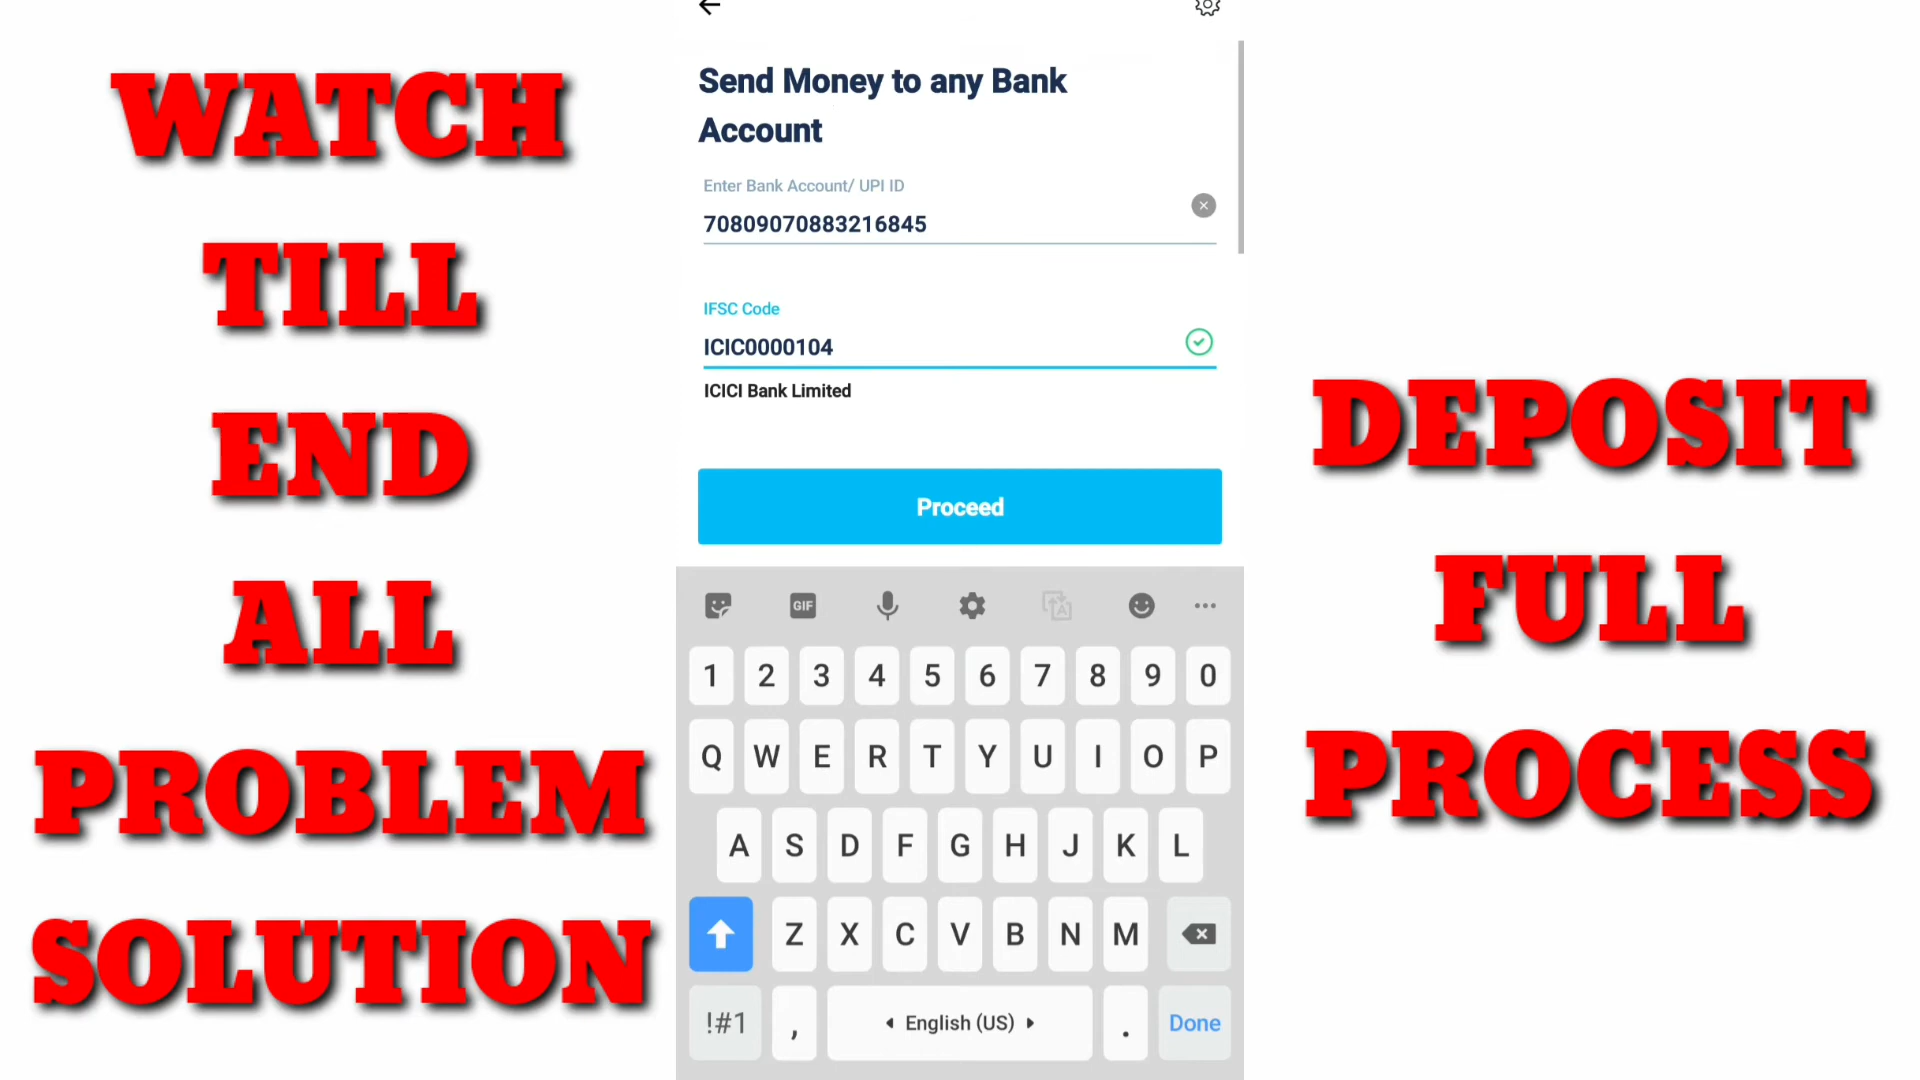 WATCH
TILL
END
ALL
PROBLEM
SOLUTION
Send Money to any Bank
Account
Enter Bank Account/ UPI ID
70809070883216845
IFSC Code
ICIC0000104
ICICI Bank Limited
Proceed
GIF
1 2 3 4 5 6 7 8 9 0
Q W E R T Y U I O P
A S D F G H J K L
Z X C V B N M
!#1 , English (US) . Done
DEPOSIT
FULL
PROCESS